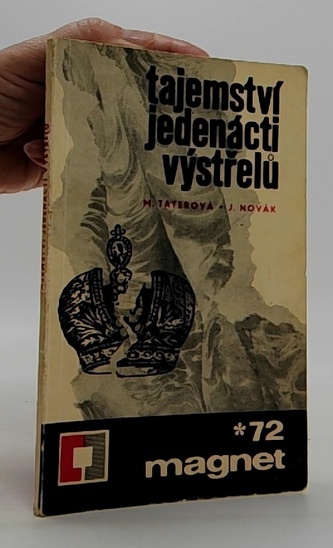 tajemství
jedenácti
výstřelů
M. TATEROVÁ + J. NOVÁK
*72
magnet